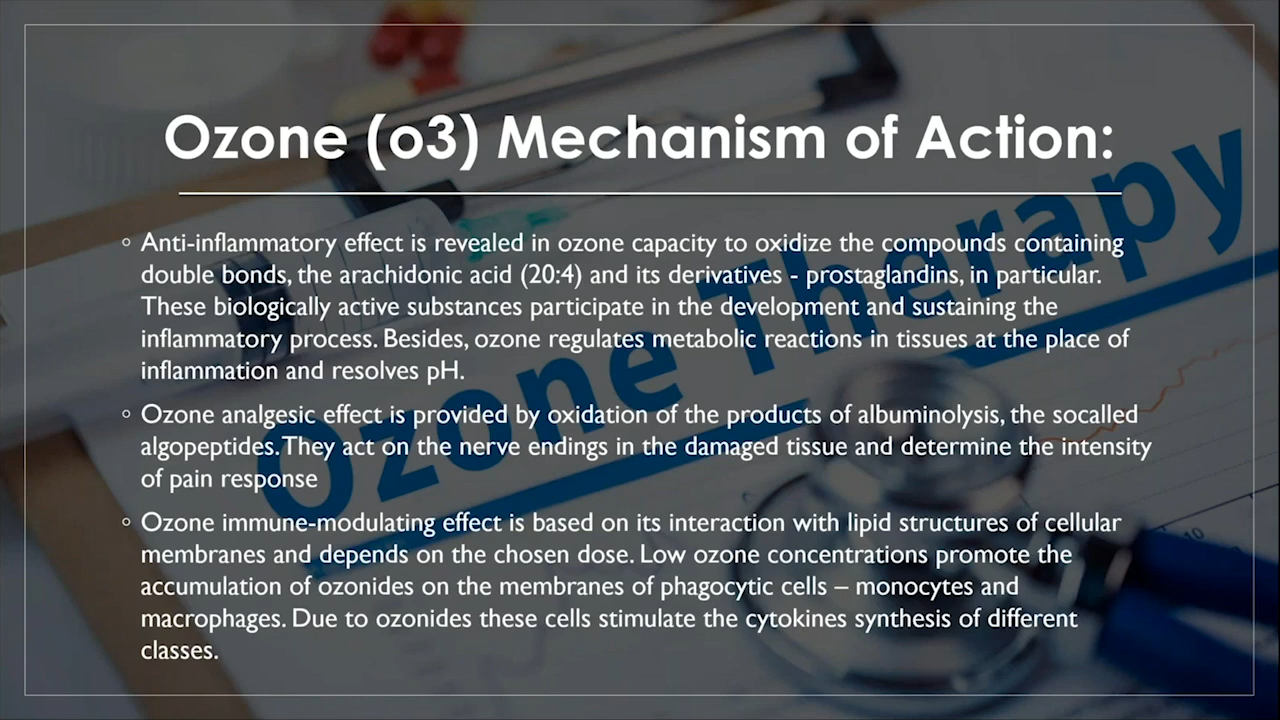 Ozone (o3) Mechanism of Action:
Ozone Therapy
◦ Anti-inflammatory effect is revealed in ozone capacity to oxidize the compounds containing
double bonds, the arachidonic acid (20:4) and its derivatives - prostaglandins, in particular.
These biologically active substances participate in the development and sustaining the
inflammatory process. Besides, ozone regulates metabolic reactions in tissues at the place of
inflammation and resolves pH.
◦ Ozone analgesic effect is provided by oxidation of the products of albuminolysis, the socalled
algopeptides. They act on the nerve endings in the damaged tissue and determine the intensity
of pain response
◦ Ozone immune-modulating effect is based on its interaction with lipid structures of cellular
membranes and depends on the chosen dose. Low ozone concentrations promote the
accumulation of ozonides on the membranes of phagocytic cells – monocytes and
macrophages. Due to ozonides these cells stimulate the cytokines synthesis of different
classes.
10